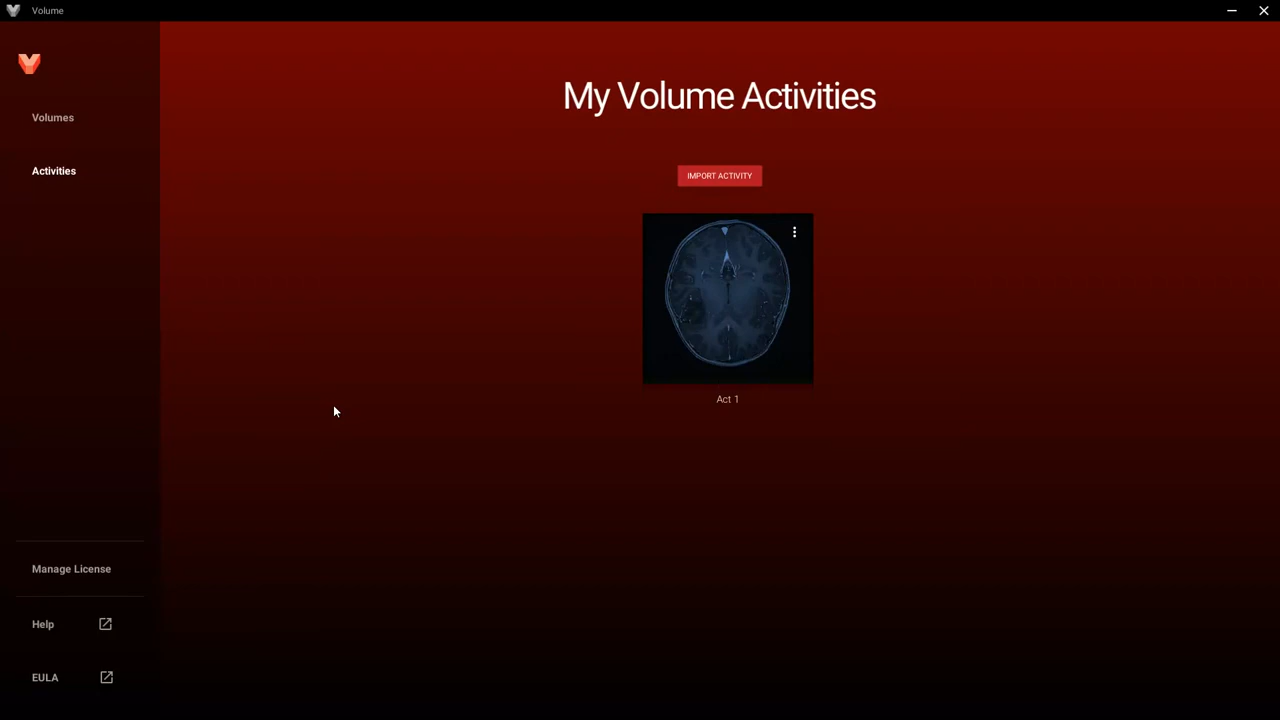 Volume
Volumes
Activities
Manage License
Help
EULA
My Volume Activities
IMPORT ACTIVITY
Act 1